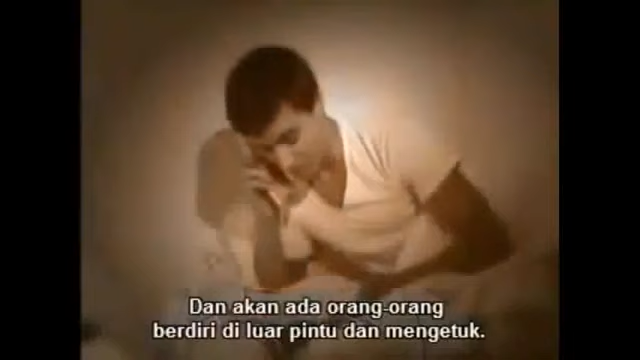 Dan akan ada orang-orang
berdiri di luar pintu dan mengetuk.